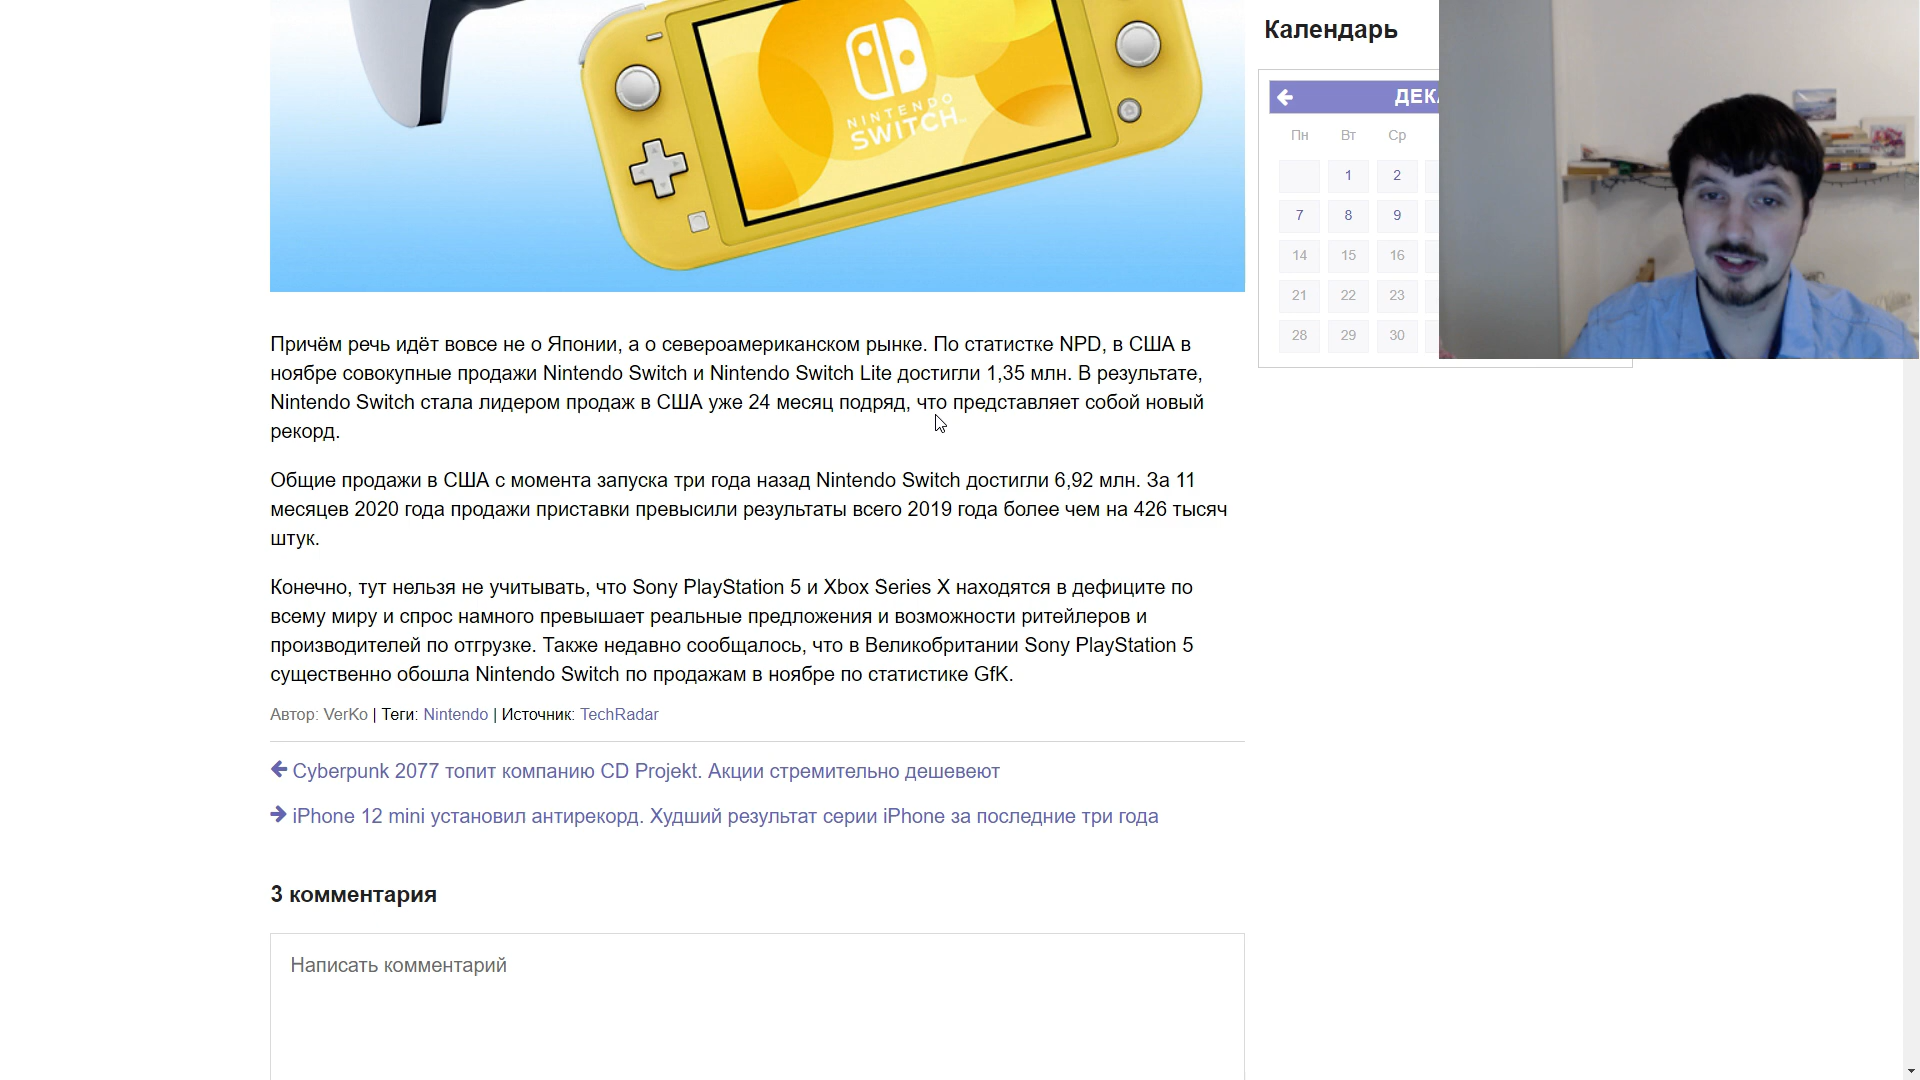 NINTENDO
SWITCH
Причём речь идёт вовсе не о Японии, а о североамериканском рынке. По статистке NPD, в США в
ноябре совокупные продажи Nintendo Switch и Nintendo Switch Lite достигли 1,35 млн. В результате,
Nintendo Switch стала лидером продаж в США уже 24 месяц подряд, что представляет собой новый
рекорд.
Общие продажи в США с момента запуска три года назад Nintendo Switch достигли 6,92 млн. За 11
месяцев 2020 года продажи приставки превысили результаты всего 2019 года более чем на 426 тысяч
штук.
Конечно, тут нельзя не учитывать, что Sony PlayStation 5 и Xbox Series X находятся в дефиците по
всему миру и спрос намного превышает реальные предложения и возможности ритейлеров и
производителей по отгрузке. Также недавно сообщалось, что в Великобритании Sony PlayStation 5
существенно обошла Nintendo Switch по продажам в ноябре по статистике GfK.
Автор: VerKo | Теги: Nintendo | Источник: TechRadar
Cyberpunk 2077 топит компанию CD Projekt. Акции стремительно дешевеют
iPhone 12 mini установил антирекорд. Худший результат серии iPhone за последние три года
3 комментария
Написать комментарий
Календарь
ДЕК
Пн Вт Ср
1 2
7 8 9
14 15 16
21 22 23
28 29 30